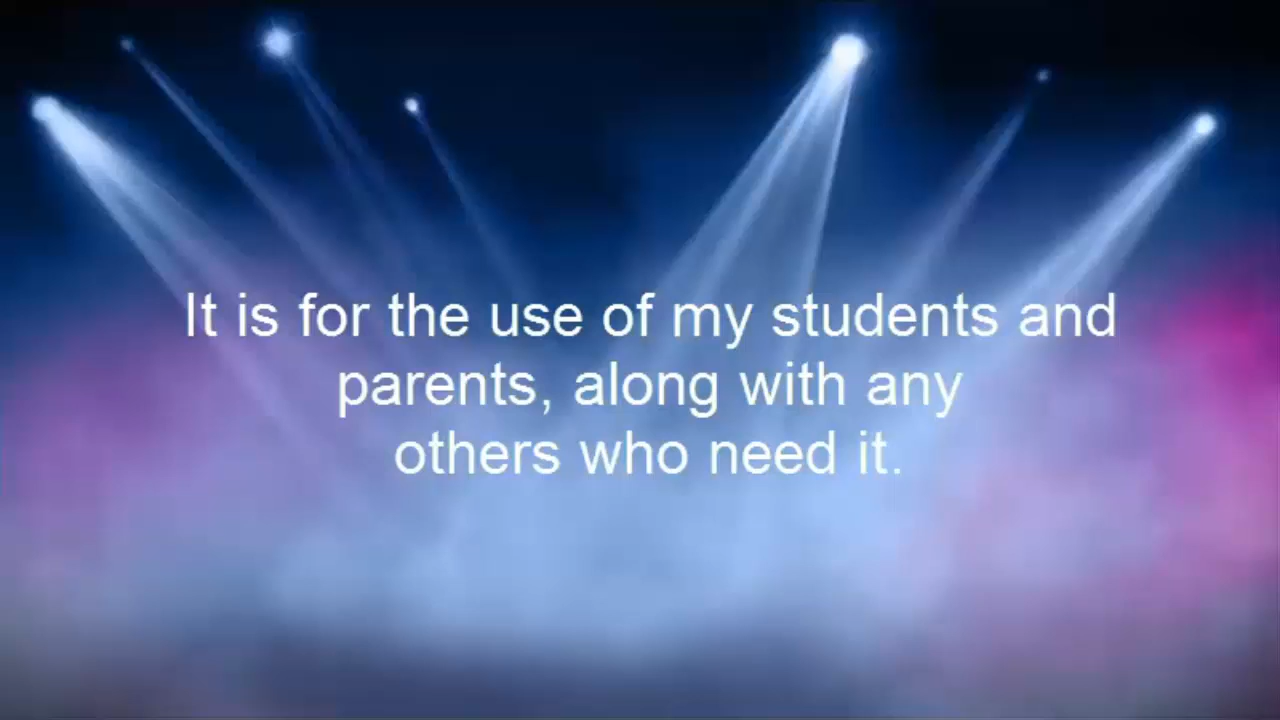 It is for the use of my students and
parents, along with any
others who need it.